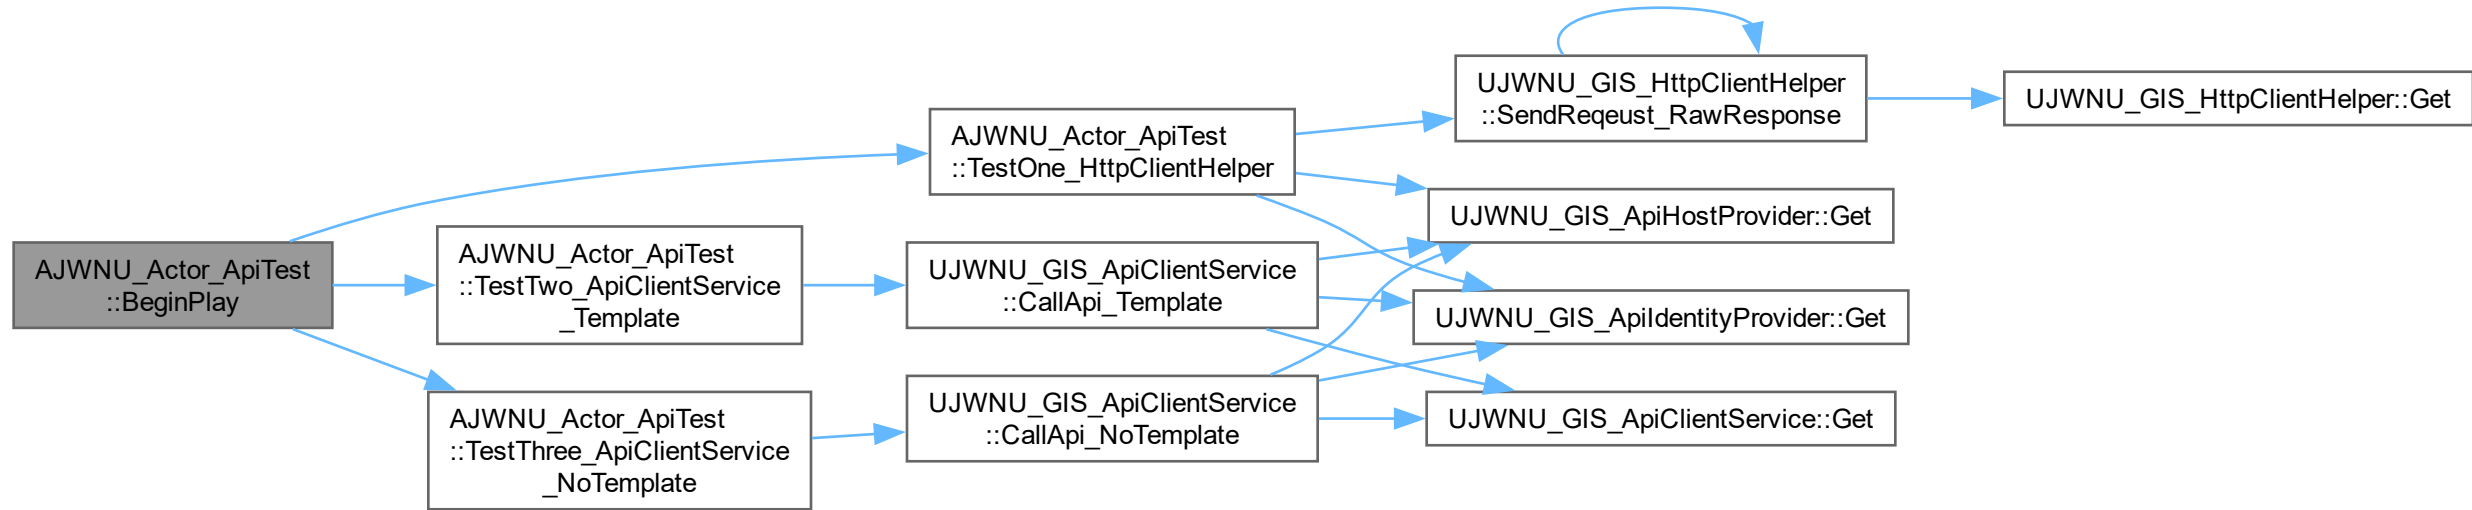 AJWNU_Actor_ApiTest
::BeginPlay
AJWNU_Actor_ApiTest
::TestOne_HttpClientHelper
UJWNU_GIS_HttpClientHelper
::SendReqeust_RawResponse
UJWNU_GIS_HttpClientHelper::Get
UJWNU_GIS_ApiHostProvider::Get
UJWNU_GIS_ApiIdentityProvider::Get
AJWNU_Actor_ApiTest
::TestTwo_ApiClientService
_Template
UJWNU_GIS_ApiClientService
::CallApi_Template
UJWNU_GIS_ApiClientService::Get
AJWNU_Actor_ApiTest
::TestThree_ApiClientService
_NoTemplate
UJWNU_GIS_ApiClientService
::CallApi_NoTemplate